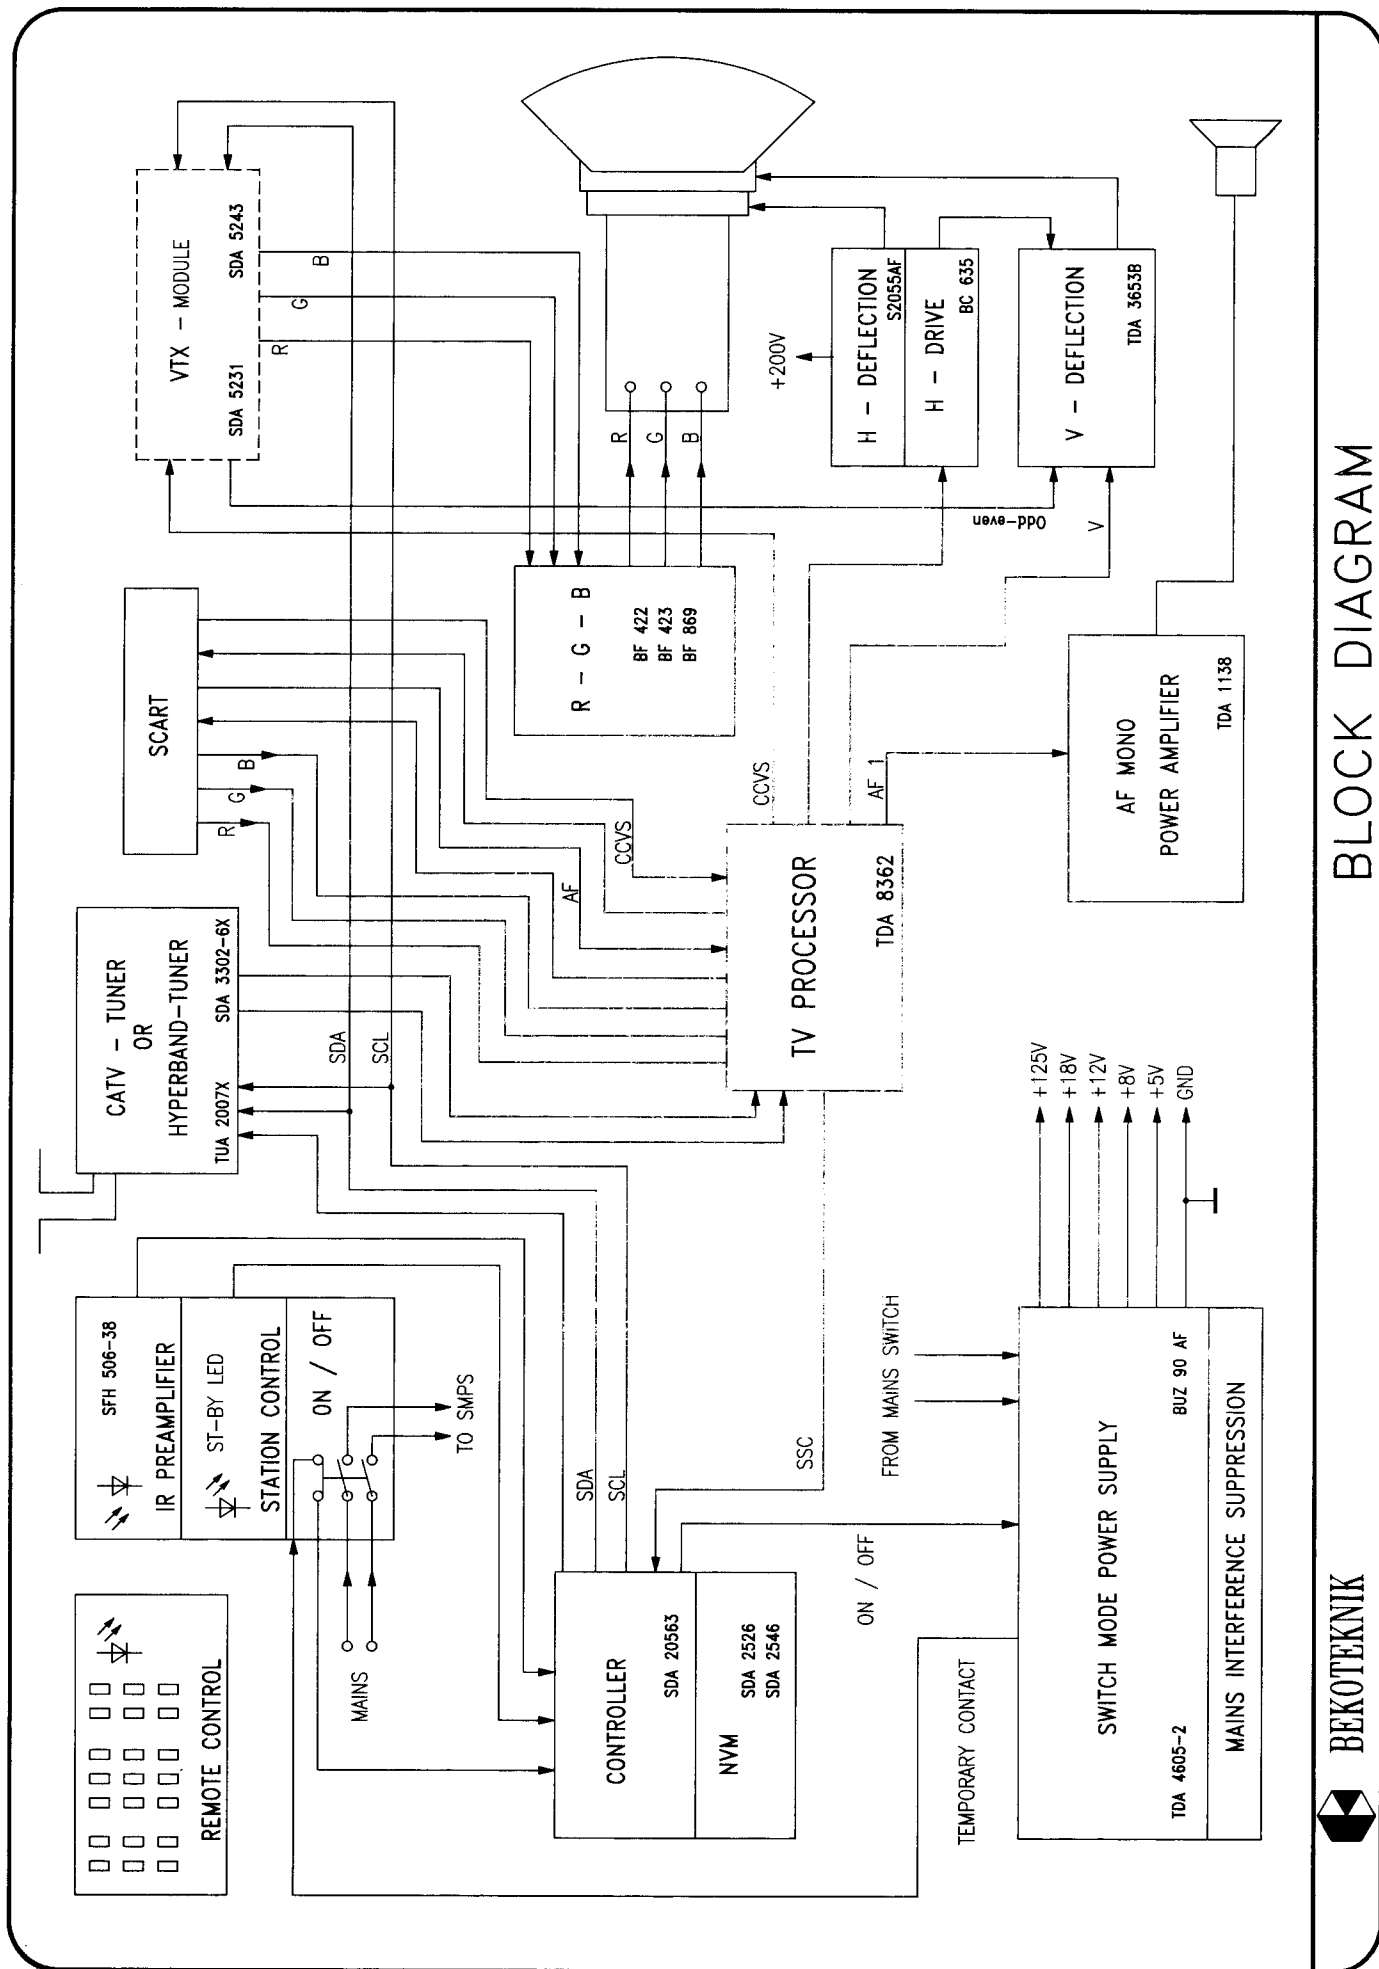 REMOTE CONTROL
SFH 506-38
IR PREAMPLIFIER
ST-BY LED
STATION CONTROL
ON / OFF
MAINS
TO SMPS
CATV - TUNER
OR
HYPERBAND-TUNER
TUA 2007X
SDA 3302-6X
SCART
R
G
B
VTX - MODULE
SDA 5231
SDA 5243
R
G
B
SDA
SCL
SDA
SCL
AF
CCVS
R - G - B
BF 422
BF 423
BF 869
R
G
B
CONTROLLER
SDA 20563
NVM
SDA 2526
SDA 2546
SSC
TV PROCESSOR
TDA 8362
CCVS
AF 1
+200V
H - DEFLECTION
S2055AF
H - DRIVE
BC 635
Odd-even
V
V - DEFLECTION
TDA 3653B
ON / OFF
FROM MAINS SWITCH
TEMPORARY CONTACT
SWITCH MODE POWER SUPPLY
TDA 4605-2
BUZ 90 AF
MAINS INTERFERENCE SUPPRESSION
+125V
+18V
+12V
+8V
+5V
GND
AF MONO
POWER AMPLIFIER
TDA 1138
BEKOTEKNIK
BLOCK DIAGRAM